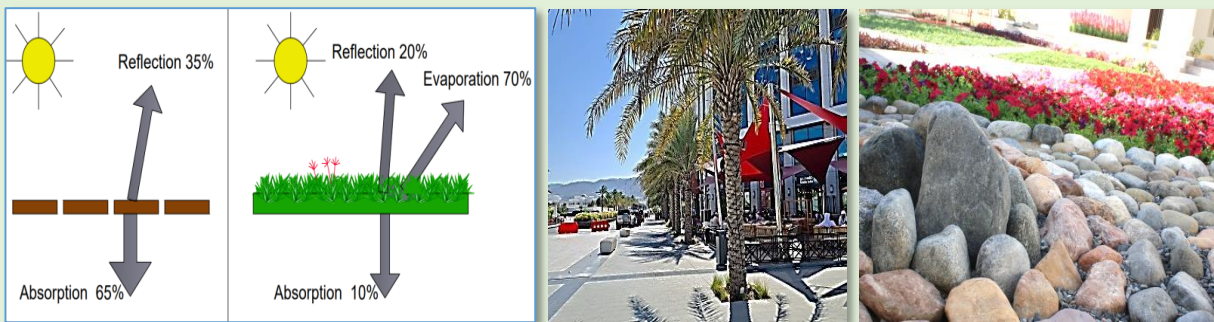 Reflection 35%
Absorption 65%
Reflection 20%
Evaporation 70%
Absorption 10%